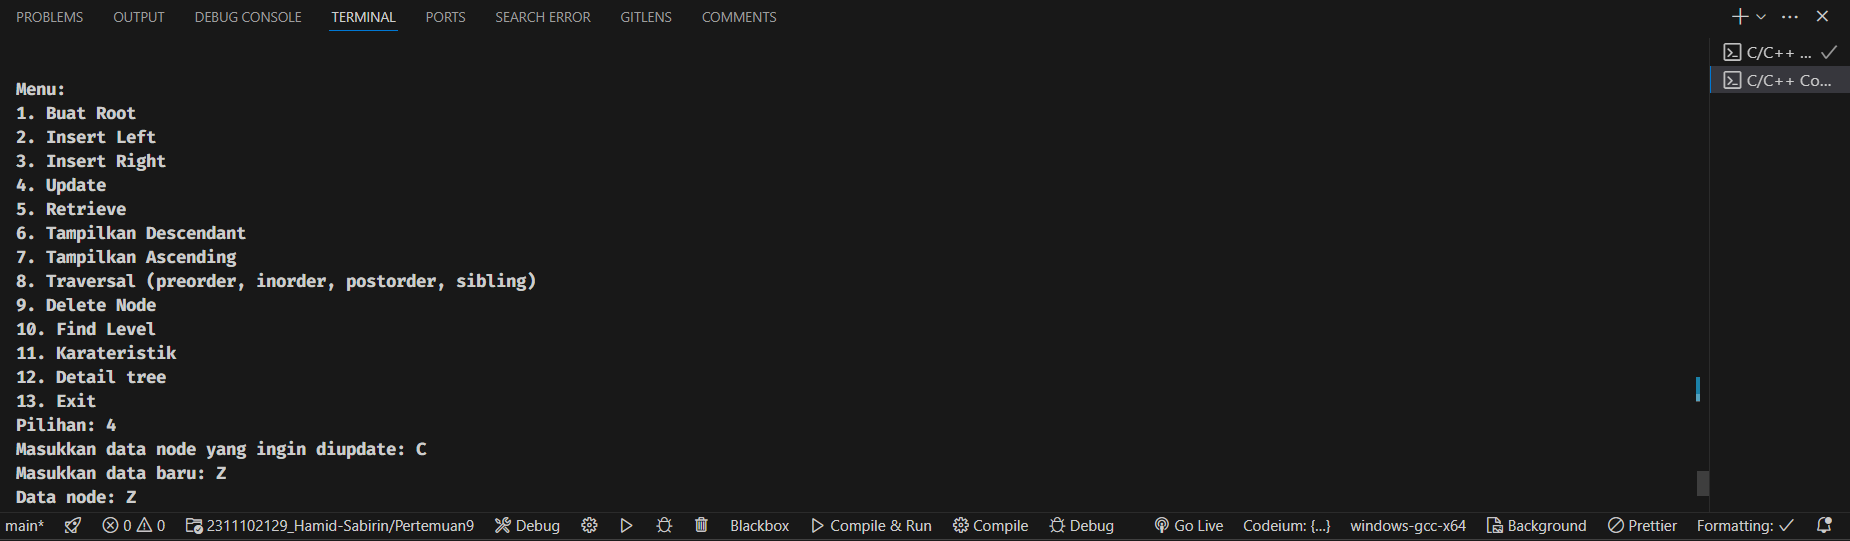 PROBLEMS OUTPUT DEBUG CONSOLE TERMINAL PORTS SEARCH ERROR GITLENS COMMENTS
C/C++ ...
C/C++ Co...
Menu:
1. Buat Root
2. Insert Left
3. Insert Right
4. Update
5. Retrieve
6. Tampilkan Descendant
7. Tampilkan Ascending
8. Traversal (preorder, inorder, postorder, sibling)
9. Delete Node
10. Find Level
11. Karateristik
12. Detail tree
13. Exit
Pilihan: 4
Masukkan data node yang ingin diupdate: C
Masukkan data baru: Z
Data node: Z
main* 0 0 2311102129_Hamid-Sabirin/Pertemuan9 Debug Blackbox Compile & Run Compile Debug Go Live Codeium: {...} windows-gcc-x64 Background Prettier Formatting: ✓